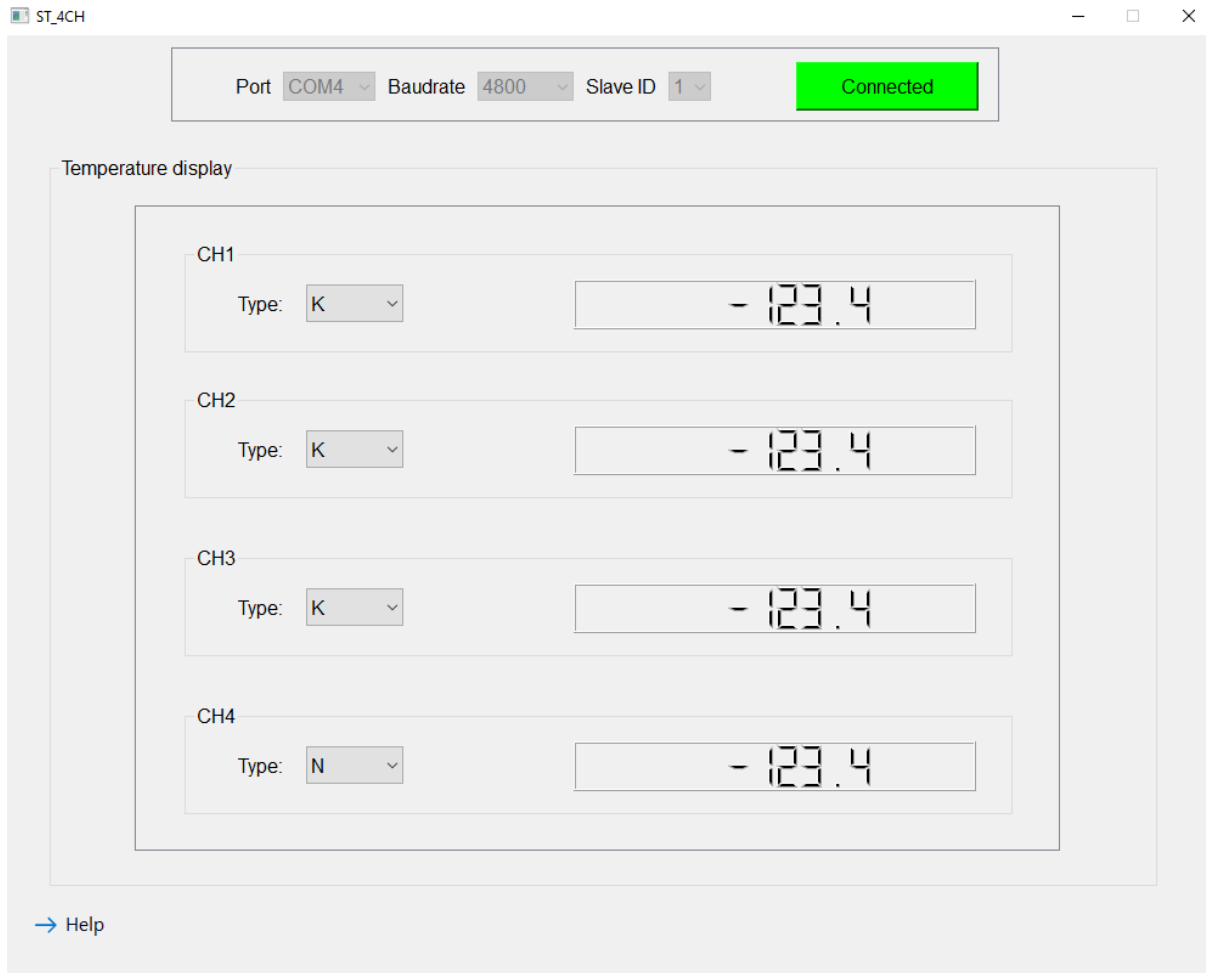 ST_4CH
Port COM4 Baudrate 4800 Slave ID 1 Connected
Temperature display
CH1
Type: K -123.4
CH2
Type: K -123.4
CH3
Type: K -123.4
CH4
Type: N -123.4
Help